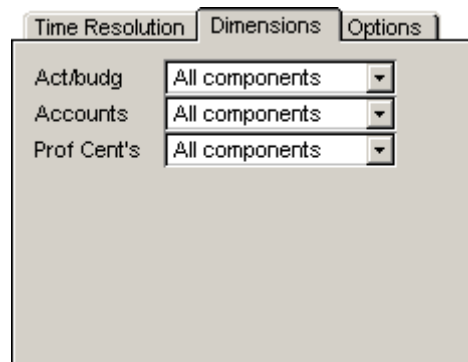 Time Resolution Dimensions Options
Act/budg All components
Accounts All components
Prof Cent's All components